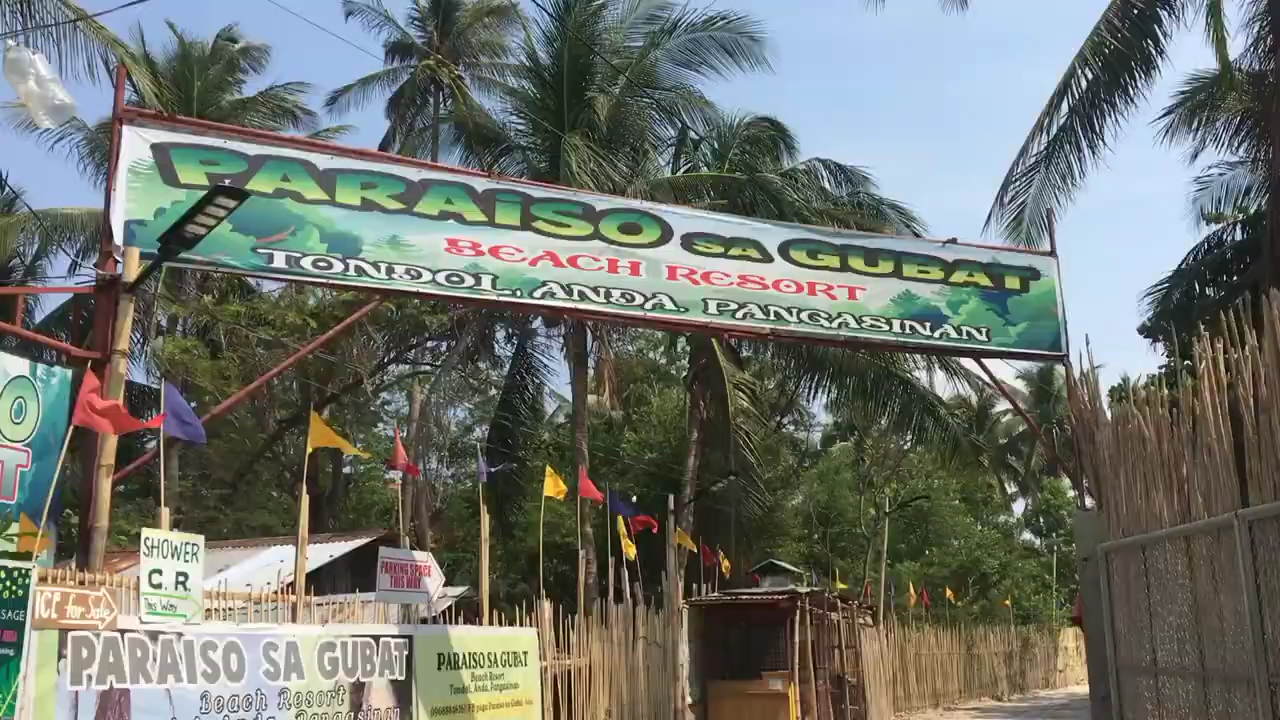 PARAISO SA GUBAT
BEACH RESORT
TONDOL, ANDA, PANGASINAN
O
T
SHOWER
C.R.
This Way
PARKING SPACE
THIS WAY
ICE for Sale
PARAISO SA GUBAT
Beach Resort
Pangasinan
PARAISO SA GUBAT
Beach Resort
Tondol, Anda, Pangasinan